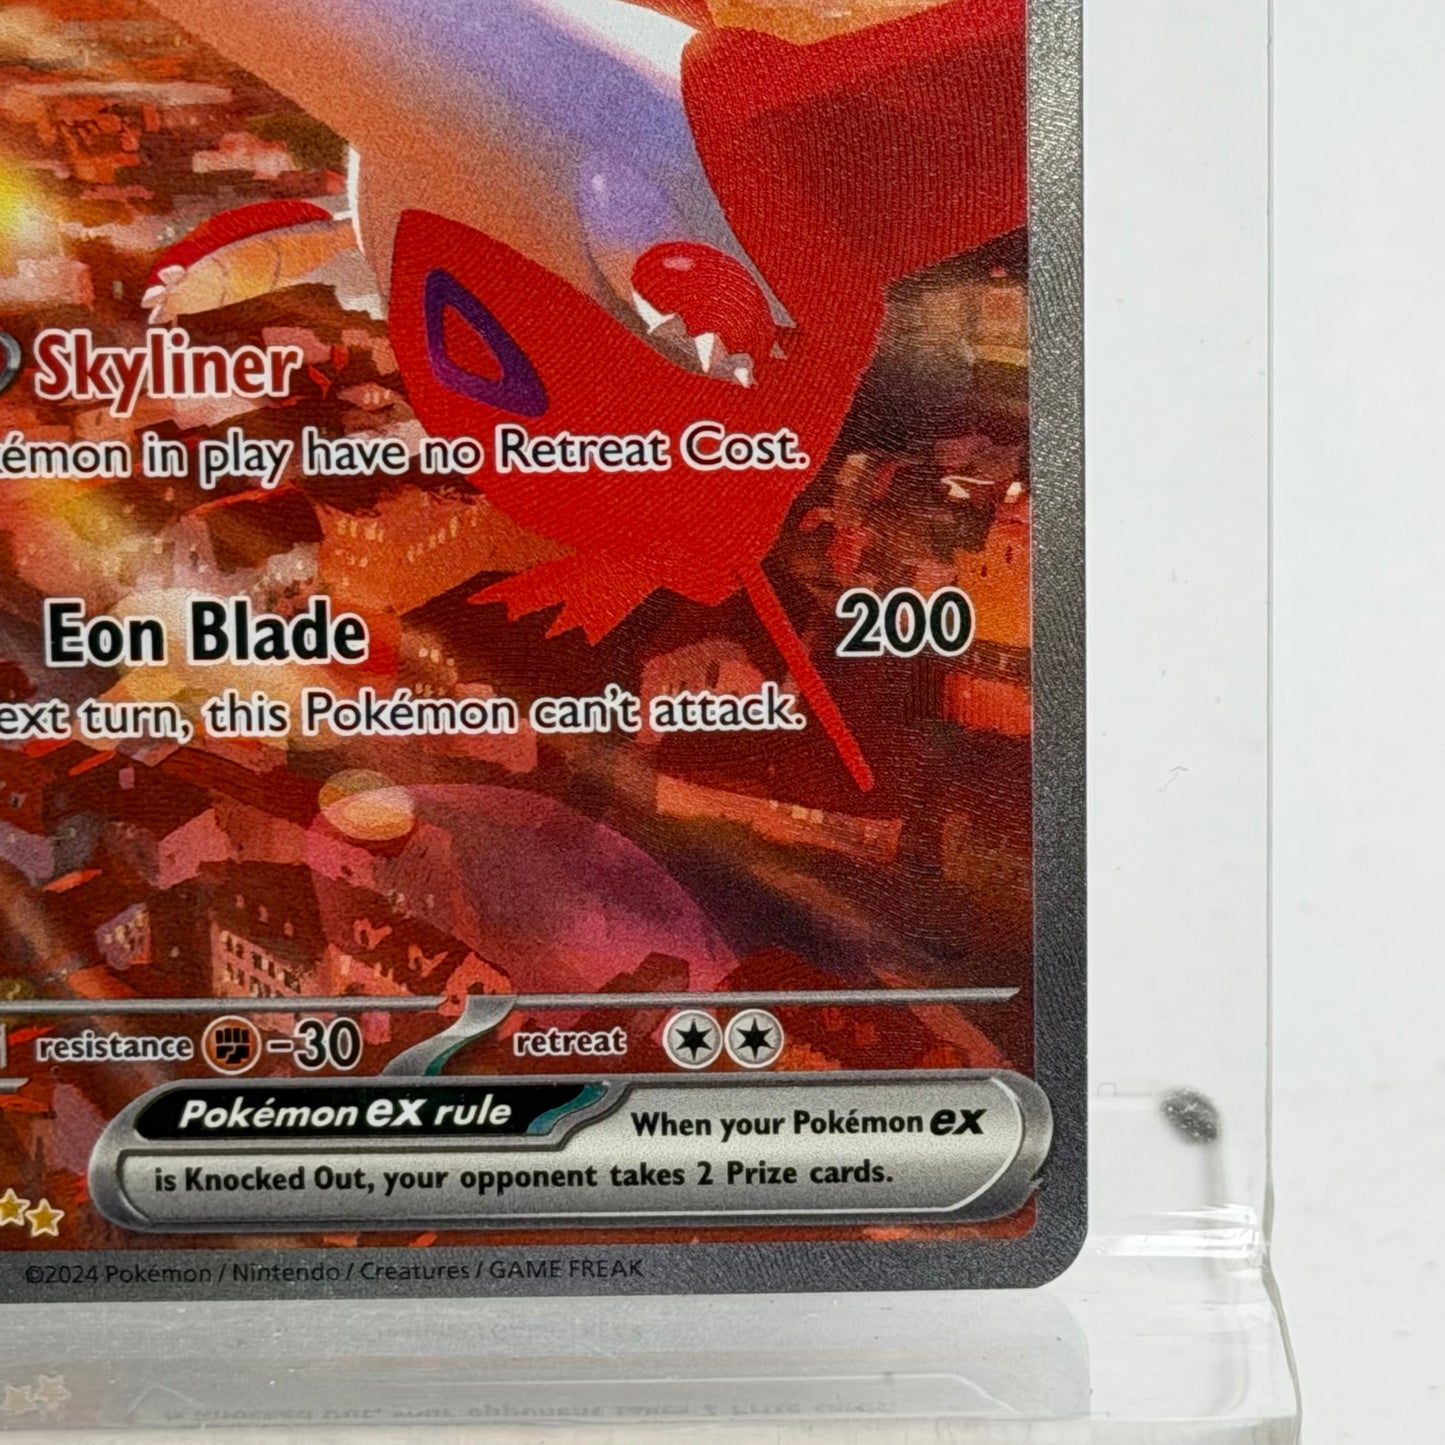 Skyliner
émon in play have no Retreat Cost.
Eon Blade 200
ext turn, this Pokémon can't attack.
resistance -30 retreat
Pokémon ex rule When your Pokémon ex
is Knocked Out, your opponent takes 2 Prize cards.
©2024 Pokémon / Nintendo / Creatures / GAME FREAK